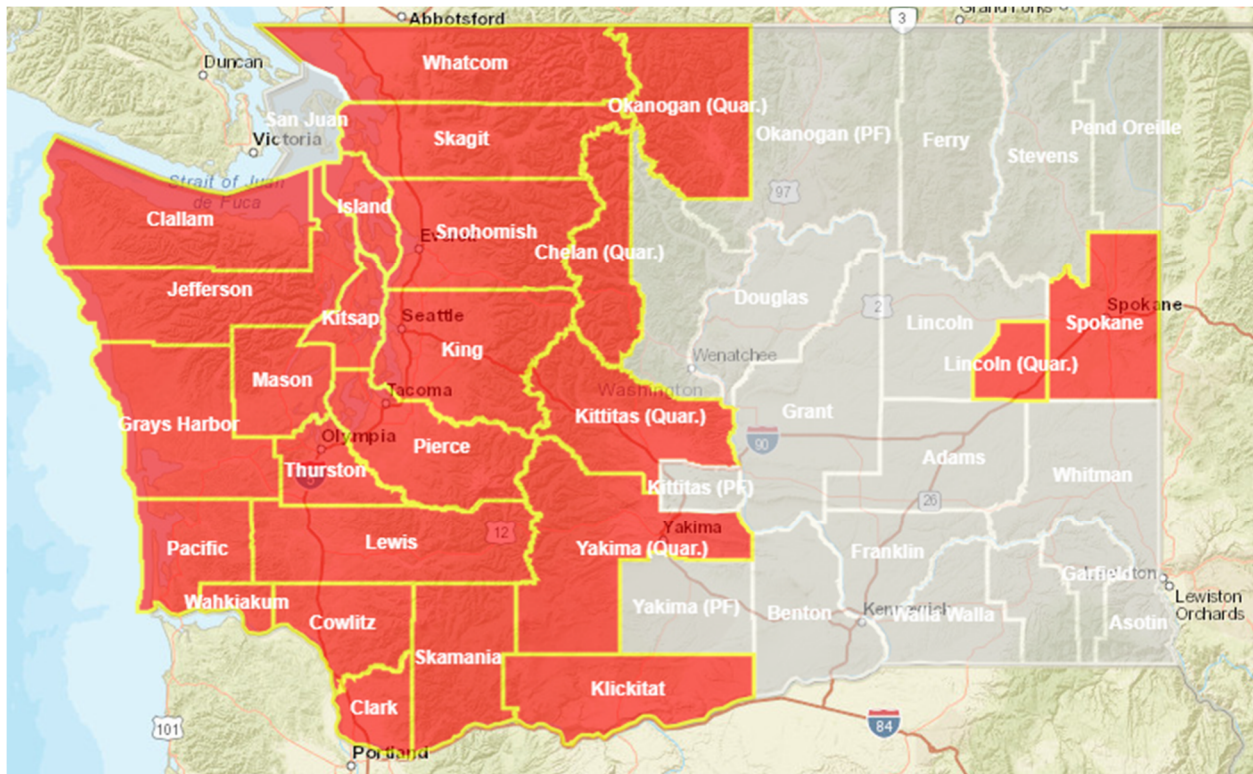 Abbotsford
3
Duncan
Whatcom
Okanogan (Quar.)
San Juan
Victoria
Skagit
Okanogan (PF)
Ferry
Stevens
Pend Oreille
Strait of Juan
de Fuca
97
Clallam
Island
Snohomish
Chelan (Quar.)
Jefferson
Kitsap
Seattle
King
Douglas
2
Lincoln
Spokane
Spokane
Wenatchee
Lincoln (Quar.)
Mason
Tacoma
Washington
Grays Harbor
Olympia
Pierce
Kittitas (Quar.)
Grant
90
Thurston
Kittitas (PF)
Adams
Whitman
26
Pacific
Lewis
12
Yakima
Yakima (Quar.)
Franklin
Garfield
Lewiston
Orchards
Wahkiakum
Cowlitz
Yakima (PF)
Benton
Walla Walla
Asotin
Skamania
Klickitat
Clark
101
84
Portland